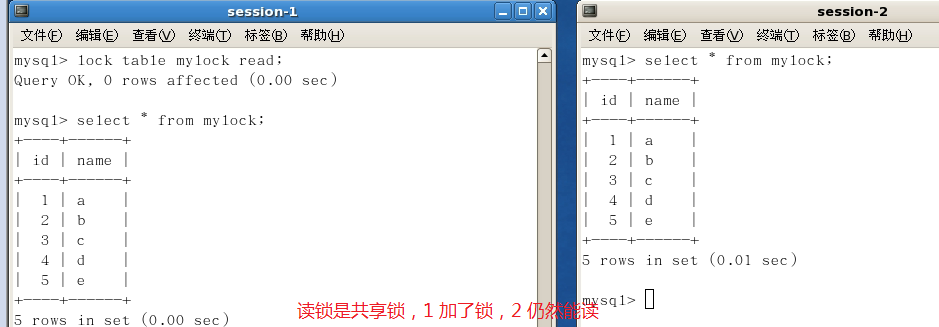 session-1
文件(F) 编辑(E) 查看(V) 终端(T) 标签(B) 帮助(H)
mysql> lock table mylock read;
Query OK, 0 rows affected (0.00 sec)
mysql> select * from mylock;
+----+------+
| id | name |
+----+------+
|  1 | a    |
|  2 | b    |
|  3 | c    |
|  4 | d    |
|  5 | e    |
+----+------+
5 rows in set (0.00 sec)
session-2
文件(F) 编辑(E) 查看(V) 终端(T) 标签(B) 帮助(H)
mysql> select * from mylock;
+----+------+
| id | name |
+----+------+
|  1 | a    |
|  2 | b    |
|  3 | c    |
|  4 | d    |
|  5 | e    |
+----+------+
5 rows in set (0.01 sec)
mysql>
读锁是共享锁，1 加了锁，2 仍然能读